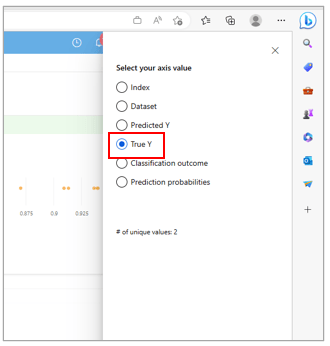 Select your axis value
Index
Dataset
Predicted Y
True Y
Classification outcome
Prediction probabilities
# of unique values: 2
0.875 0.9 0.925